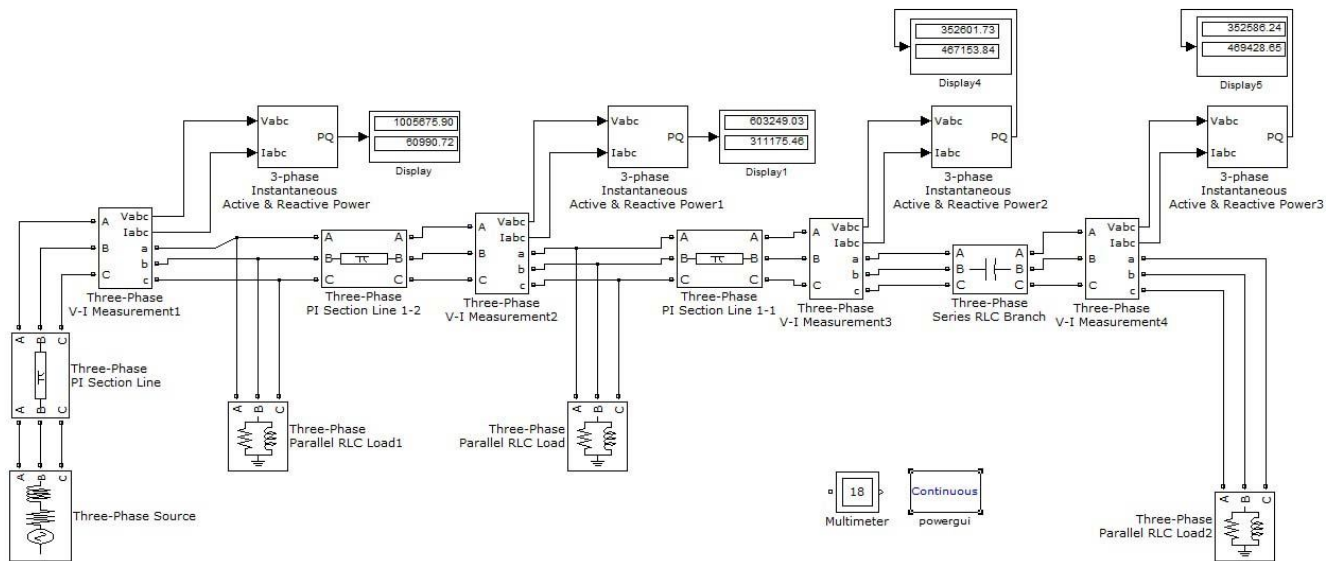 352601.73
467153.84
Display4
352586.24
469428.65
Display5
Vabc
Iabc
PQ
3-phase
Instantaneous
Active & Reactive Power
1005675.90
60990.72
Display
Vabc
Iabc
PQ
3-phase
Instantaneous
Active & Reactive Power1
603249.03
311175.46
Display1
Vabc
Iabc
PQ
3-phase
Instantaneous
Active & Reactive Power2
Vabc
Iabc
PQ
3-phase
Instantaneous
Active & Reactive Power3
A
B
C
Vabc
Iabc
a
b
c
Three-Phase
V-I Measurement1
A
B
C
A
B
C
Three-Phase
PI Section Line 1-2
A
B
C
Vabc
Iabc
a
b
c
Three-Phase
V-I Measurement2
A
B
C
A
B
C
Three-Phase
PI Section Line 1-1
A
B
C
Vabc
Iabc
a
b
c
Three-Phase
V-I Measurement3
A
B
C
A
B
C
Three-Phase
Series RLC Branch
A
B
C
Vabc
Iabc
a
b
c
Three-Phase
V-I Measurement4
A B C
A B C
Three-Phase
PI Section Line
A B C
Three-Phase
Parallel RLC Load1
A B C
Three-Phase
Parallel RLC Load
A B C
Three-Phase Source
18
Multimeter
Continuous
powergui
A B C
Three-Phase
Parallel RLC Load2